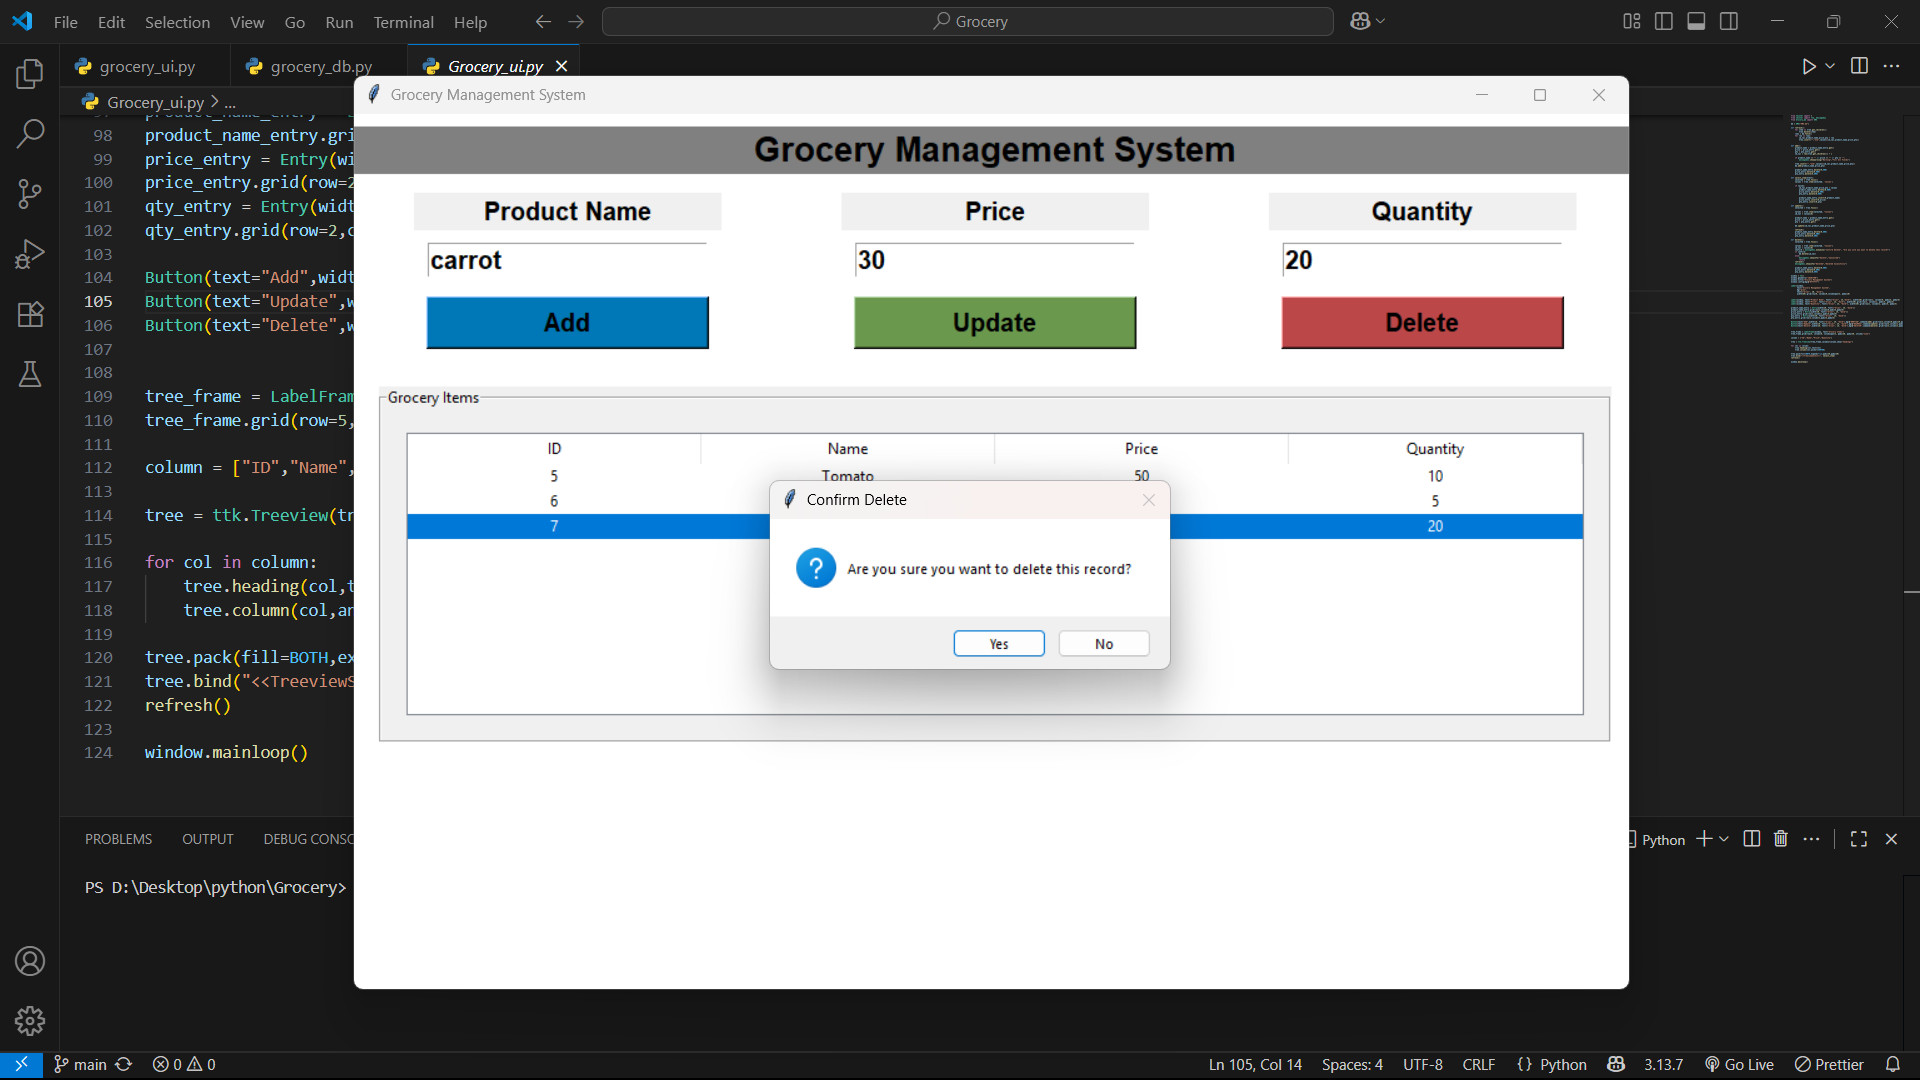 File Edit Selection View Go Run Terminal Help
Grocery
grocery_ui.py
grocery_db.py
Grocery_ui.py
Grocery_ui.py > ...
98 product_name_entry.gri
99 price_entry = Entry(wi
100 price_entry.grid(row=2
101 qty_entry = Entry(widt
102 qty_entry.grid(row=2,c
103
104 Button(text="Add",widt
105 Button(text="Update",w
106 Button(text="Delete",w
107
108
109 tree_frame = LabelFram
110 tree_frame.grid(row=5,
111
112 column = ["ID","Name",
113
114 tree = ttk.Treeview(tr
115
116 for col in column:
117 tree.heading(col,t
118 tree.column(col,an
119
120 tree.pack(fill=BOTH,ex
121 tree.bind("<<TreeviewS
122 refresh()
123
124 window.mainloop()
Grocery Management System
Grocery Management System
Product Name Price Quantity
carrot 30 20
Add Update Delete
Grocery Items
ID Name Price Quantity
5 Tomato 50 10
6 5
7 20
Confirm Delete
Are you sure you want to delete this record?
Yes No
PROBLEMS OUTPUT DEBUG CONSC
Python
PS D:\Desktop\python\Grocery>
main 0 0
Ln 105, Col 14 Spaces: 4 UTF-8 CRLF {} Python 3.13.7 Go Live Prettier